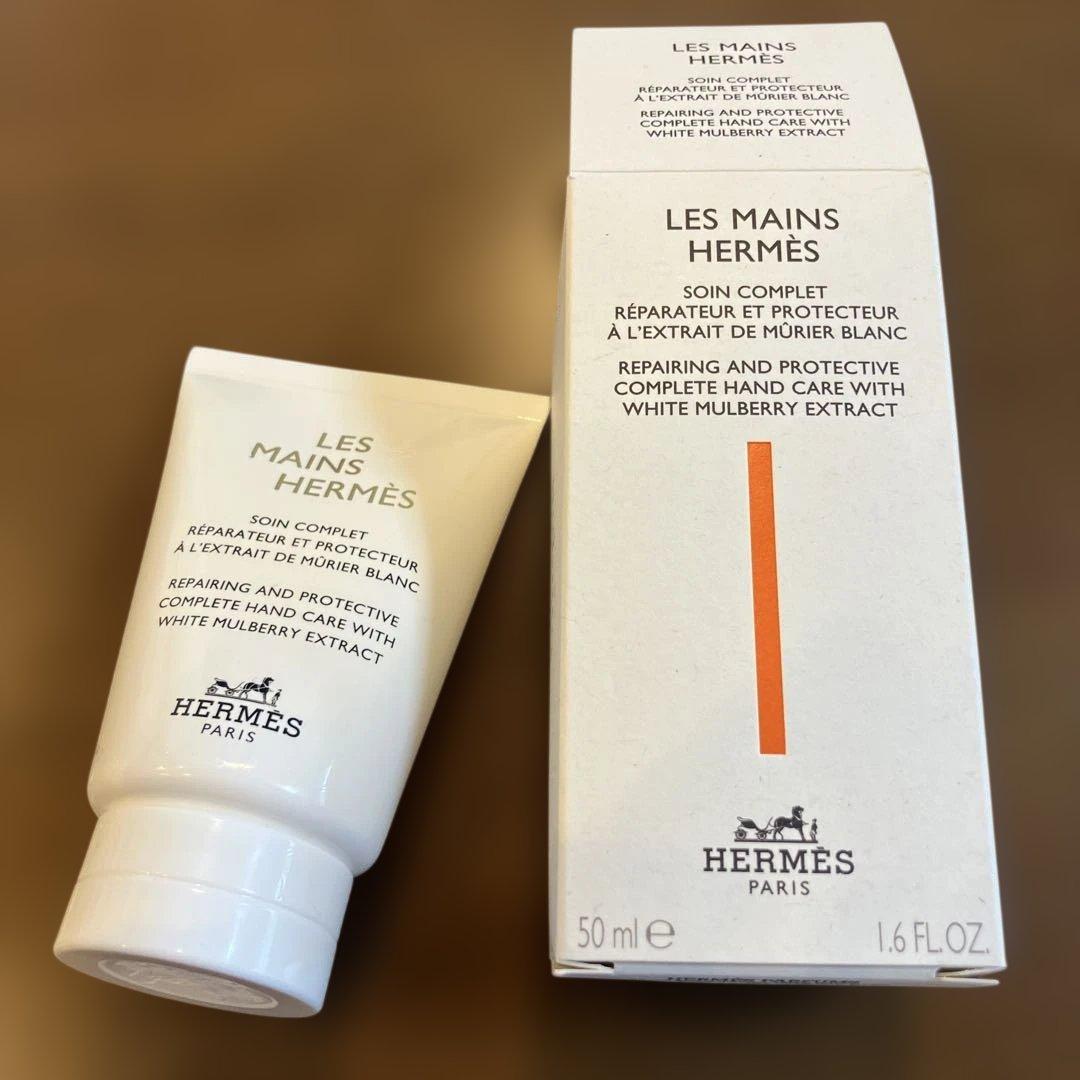 LES MAINS
HERMÈS
SOIN COMPLET
RÉPARATEUR ET PROTECTEUR
À L'EXTRAIT DE MÛRIER BLANC
REPAIRING AND PROTECTIVE
COMPLETE HAND CARE WITH
WHITE MULBERRY EXTRACT
LES MAINS
HERMÈS
SOIN COMPLET
RÉPARATEUR ET PROTECTEUR
À L'EXTRAIT DE MÛRIER BLANC
REPAIRING AND PROTECTIVE
COMPLETE HAND CARE WITH
WHITE MULBERRY EXTRACT
HERMÈS
PARIS
50 ml ℮
1.6 FL.OZ.
HERMÈS PARFUMS
LES
MAINS
HERMÈS
SOIN COMPLET
RÉPARATEUR ET PROTECTEUR
À L'EXTRAIT DE MÛRIER BLANC
REPAIRING AND PROTECTIVE
COMPLETE HAND CARE WITH
WHITE MULBERRY EXTRACT
HERMÈS
PARIS